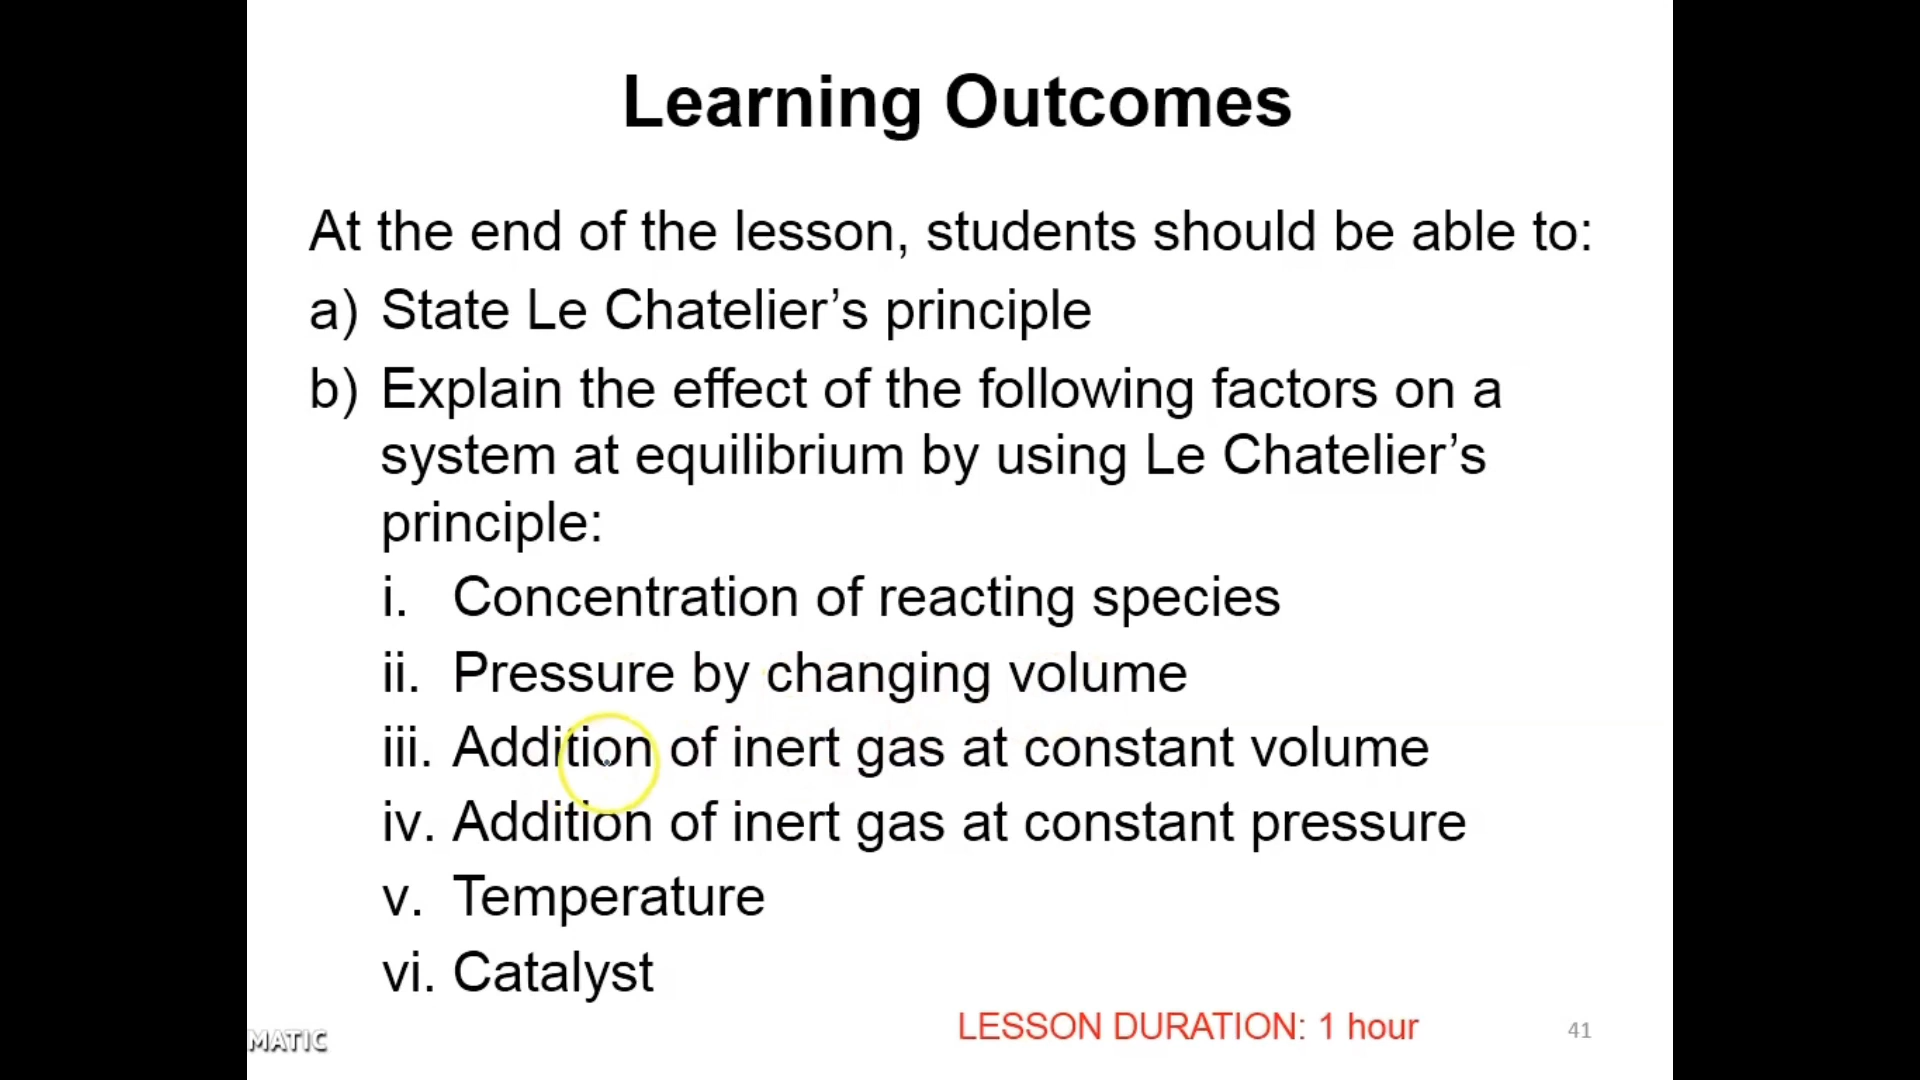 Learning Outcomes
At the end of the lesson, students should be able to:
a) State Le Chatelier’s principle
b) Explain the effect of the following factors on a
system at equilibrium by using Le Chatelier’s
principle:
i. Concentration of reacting species
ii. Pressure by changing volume
iii. Addition of inert gas at constant volume
iv. Addition of inert gas at constant pressure
v. Temperature
vi. Catalyst
LESSON DURATION: 1 hour
41
MATIC